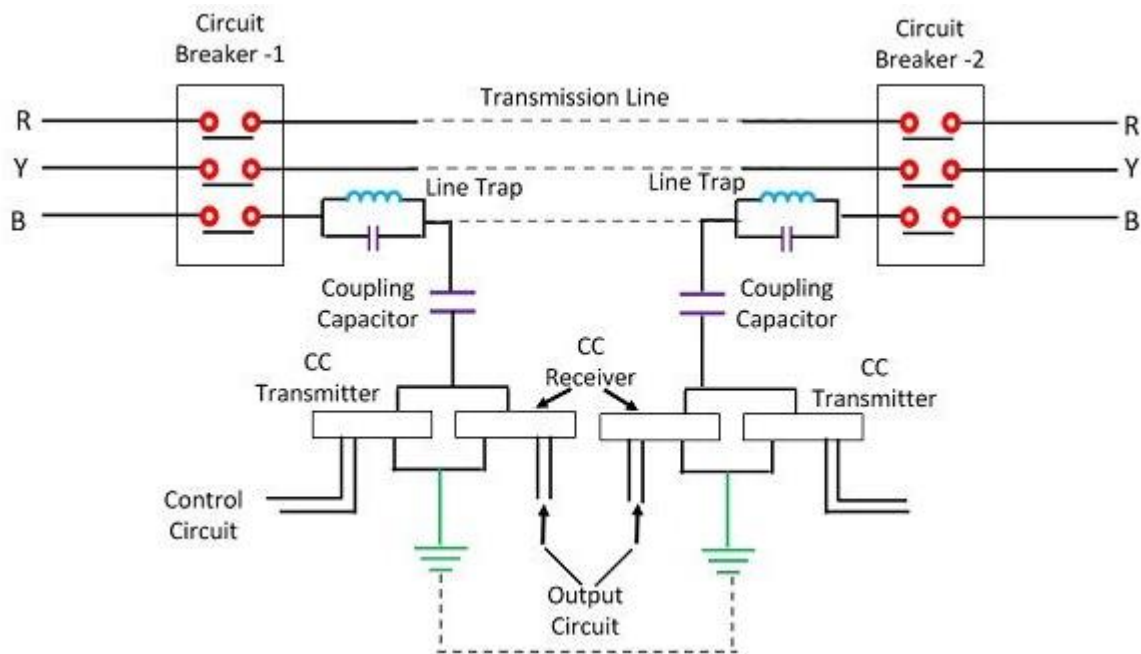 Circuit
Breaker -1
Circuit
Breaker -2
Transmission Line
R
R
Y
Y
Line Trap
Line Trap
B
B
Coupling
Capacitor
Coupling
Capacitor
CC
Transmitter
CC
Receiver
CC
Transmitter
Control
Circuit
Output
Circuit